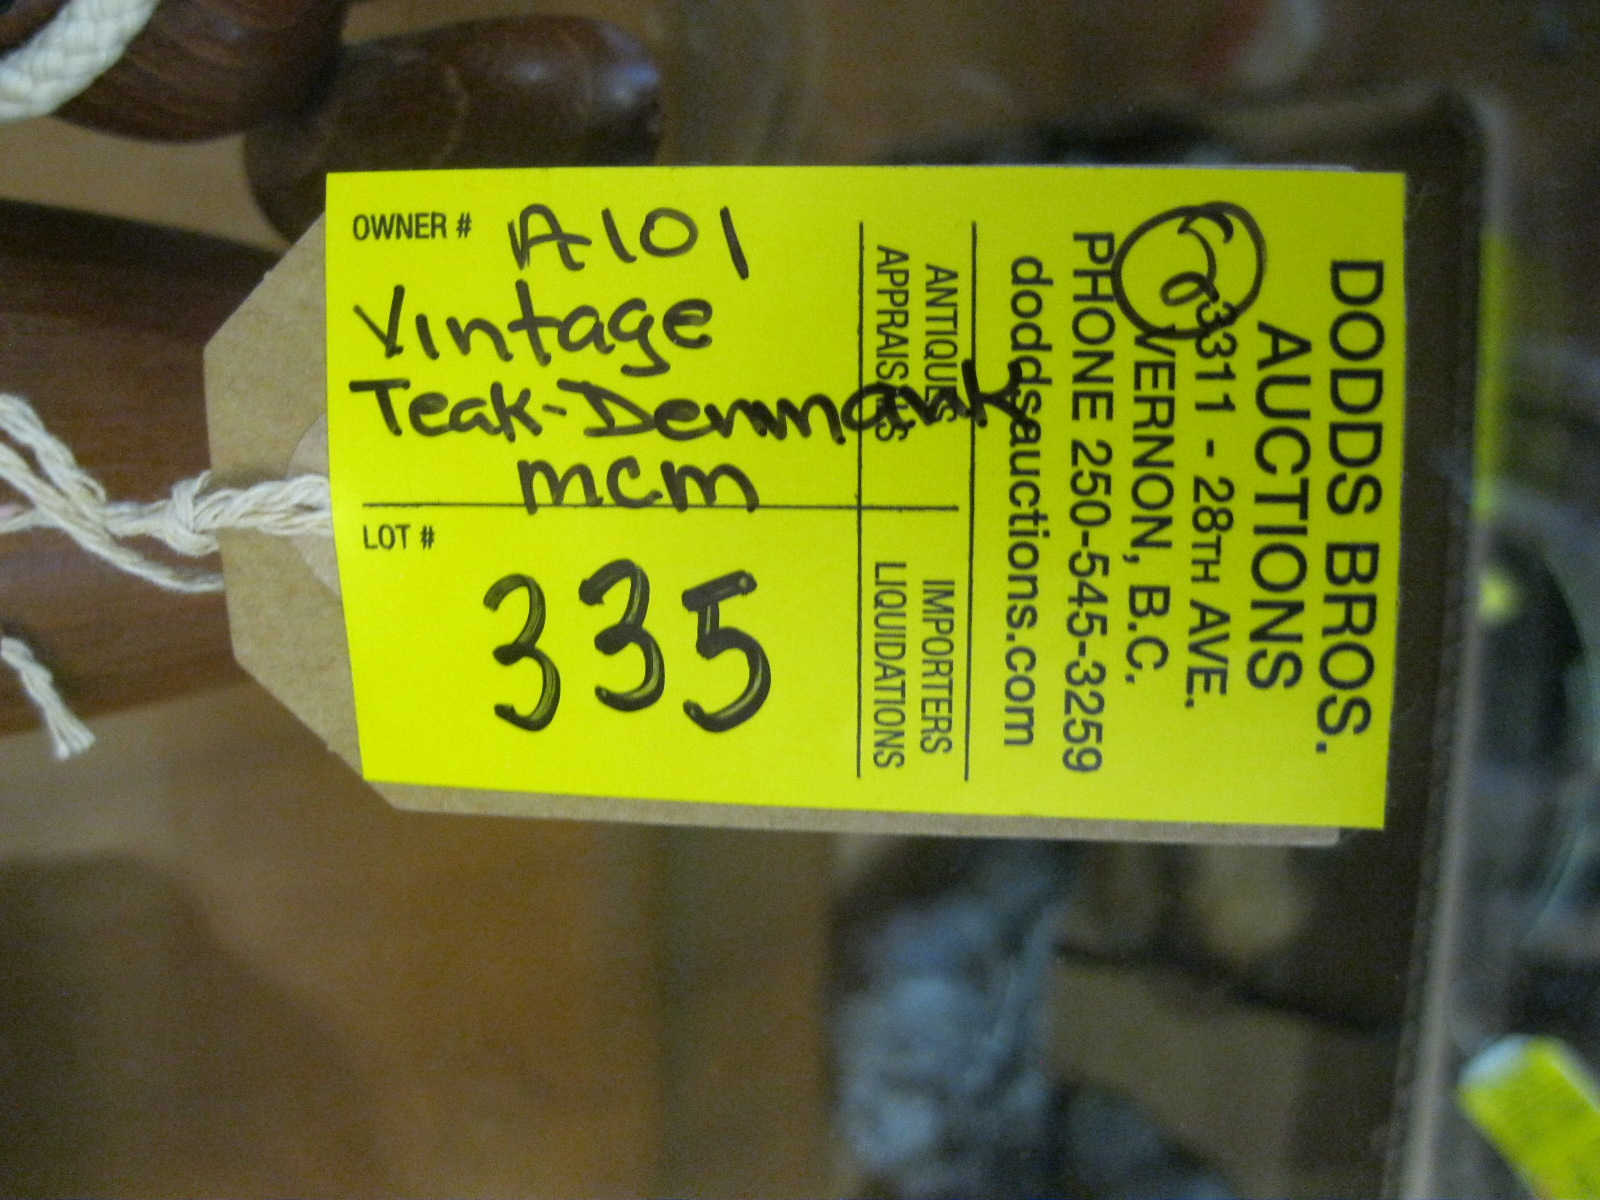 DODDS BROS.
AUCTIONS
3311 - 28TH AVE.
VERNON, B.C.
PHONE 250-545-3259
doddsauctions.com
ANTIQUES IMPORTERS
APPRAISALS LIQUIDATIONS
OWNER # A101
Vintage
Teak-Denmark
mcm
LOT #
335